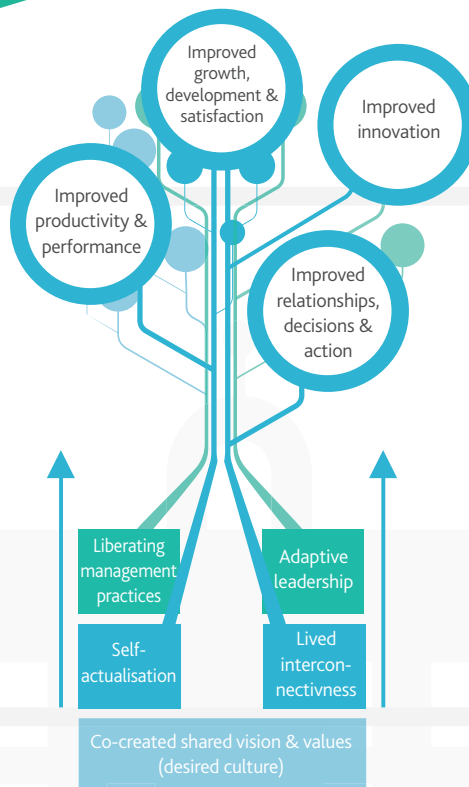 Improved
growth,
development &
satisfaction
Improved
innovation
Improved
productivity &
performance
Improved
relationships,
decisions &
action
Liberating
management
practices
Adaptive
leadership
Self-
actualisation
Lived
intercon-
nectivness
Co-created shared vision & values
(desired culture)